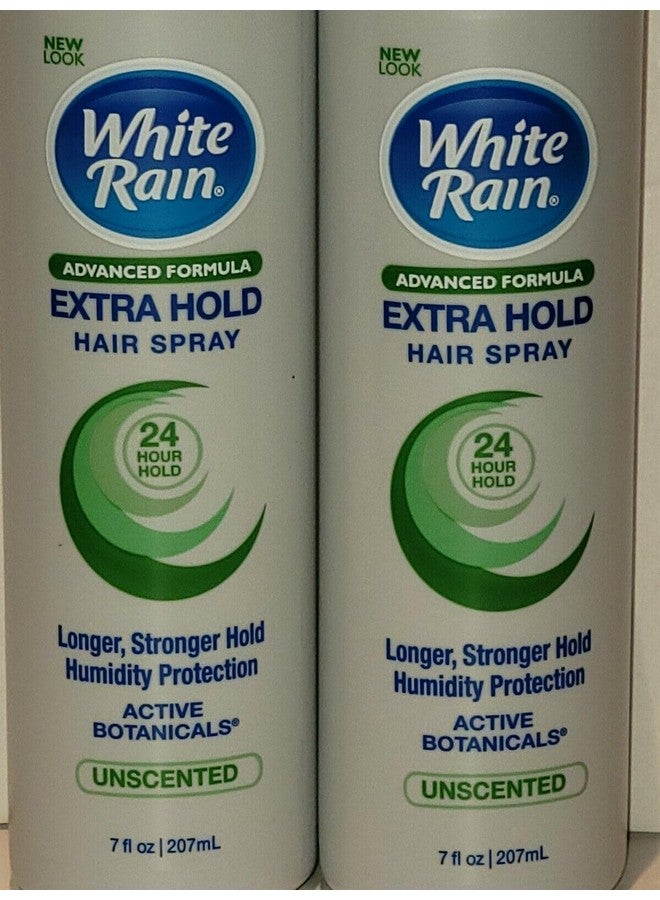 NEW
LOOK
White
Rain®
ADVANCED FORMULA
EXTRA HOLD
HAIR SPRAY
24
HOUR
HOLD
Longer, Stronger Hold
Humidity Protection
ACTIVE
BOTANICALS®
UNSCENTED
7 fl oz | 207mL
NEW
LOOK
White
Rain®
ADVANCED FORMULA
EXTRA HOLD
HAIR SPRAY
24
HOUR
HOLD
Longer, Stronger Hold
Humidity Protection
ACTIVE
BOTANICALS®
UNSCENTED
7 fl oz | 207mL